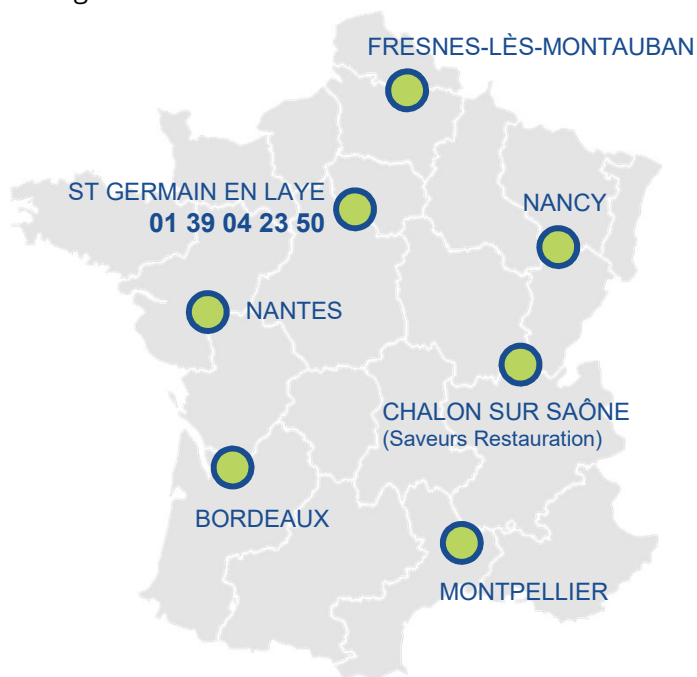 FRESNES-LÈS-MONTAUBAN
ST GERMAIN EN LAYE
01 39 04 23 50
NANCY
NANTES
CHALON SUR SAÔNE
(Saveurs Restauration)
BORDEAUX
MONTPELLIER